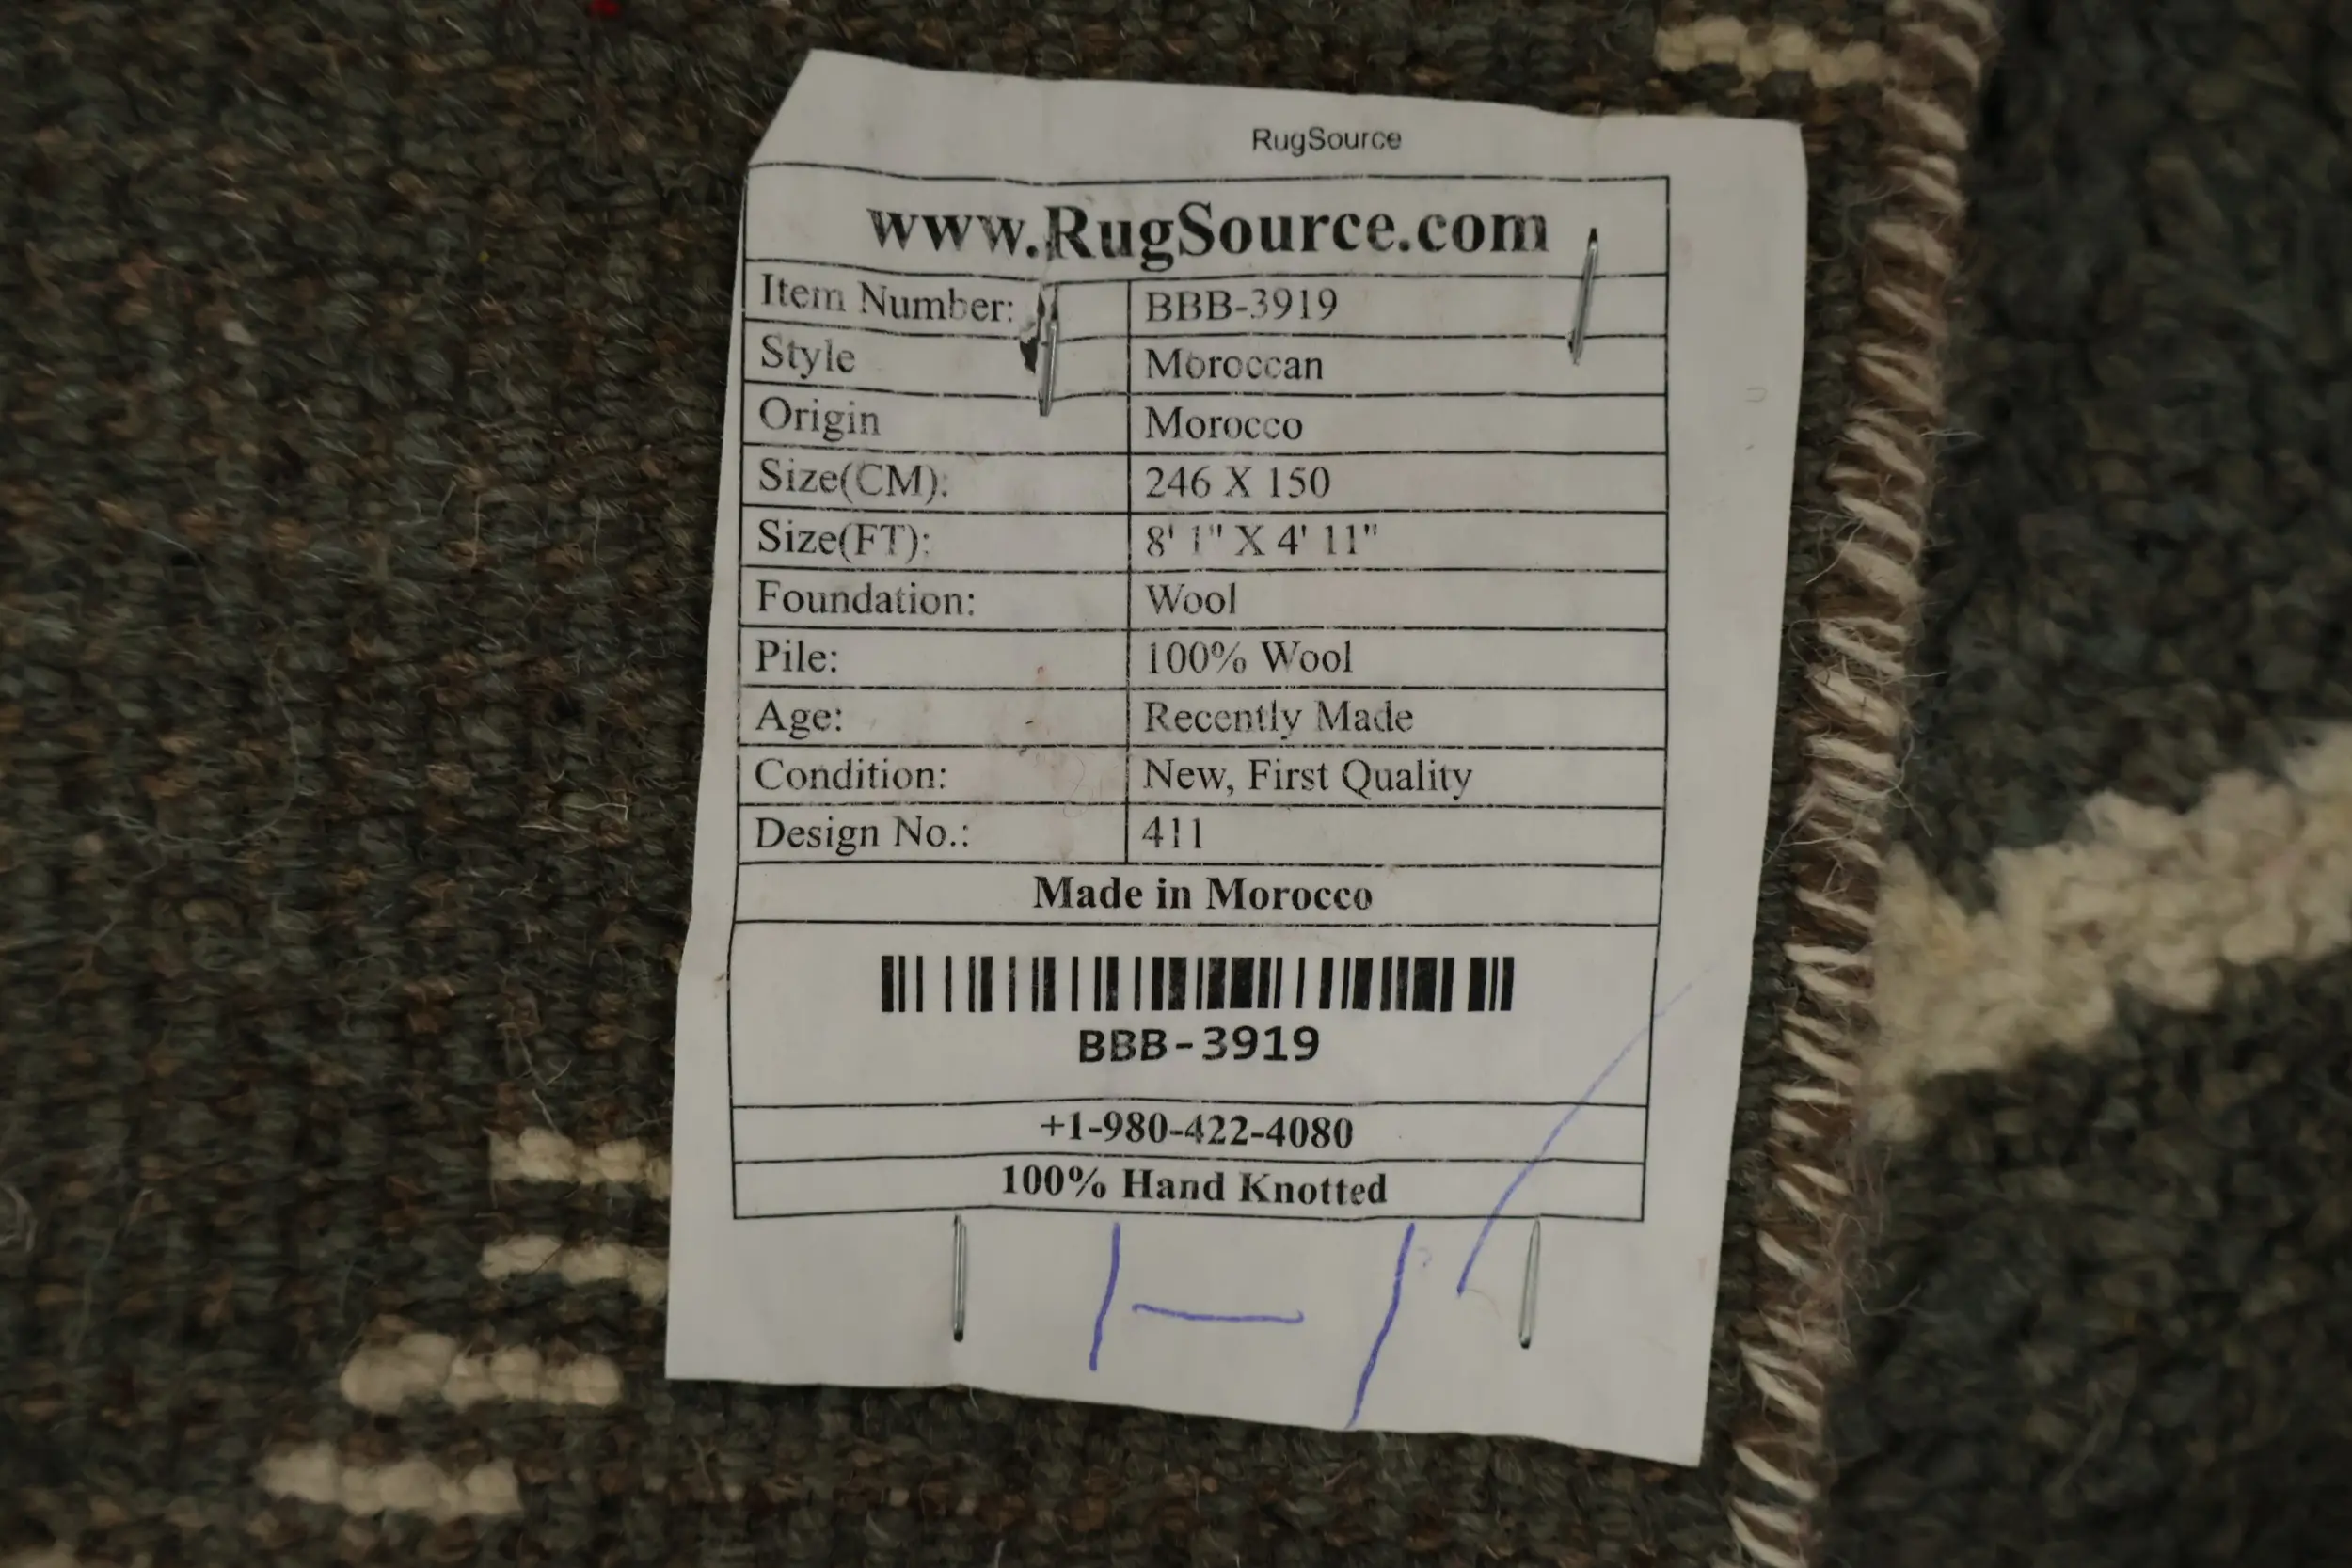 RugSource
www.RugSource.com
Item Number: BBB-3919
Style Moroccan
Origin Morocco
Size(CM): 246 X 150
Size(FT): 8' 1" X 4' 11"
Foundation: Wool
Pile: 100% Wool
Age: Recently Made
Condition: New, First Quality
Design No.: 411
Made in Morocco
BBB-3919
+1-980-422-4080
100% Hand Knotted
1-1